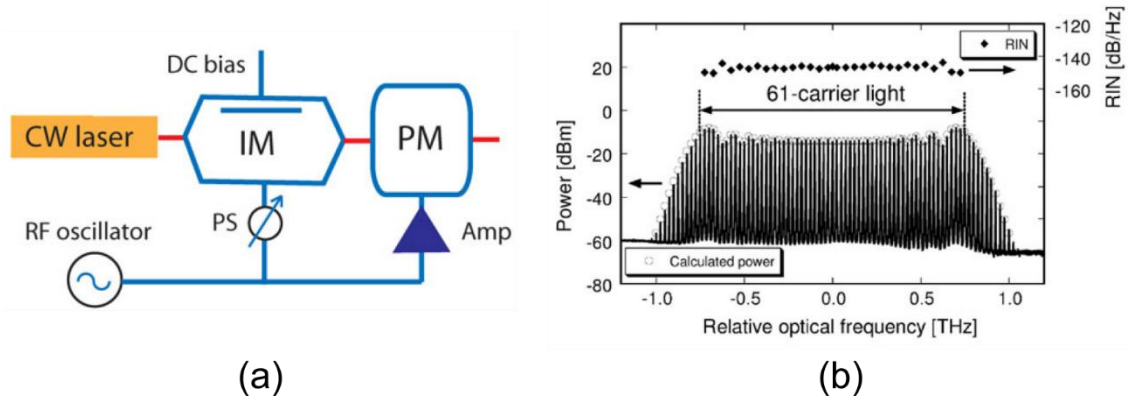 DC bias
CW laser
IM
PM
PS
RF oscillator
Amp
(a)
Power [dBm]
20
0
-20
-40
-60
-80
-120
-140
-160
RIN [dB/Hz]
RIN
61-carrier light
Calculated power
-1.0
-0.5
0.0
0.5
1.0
Relative optical frequency [THz]
(b)